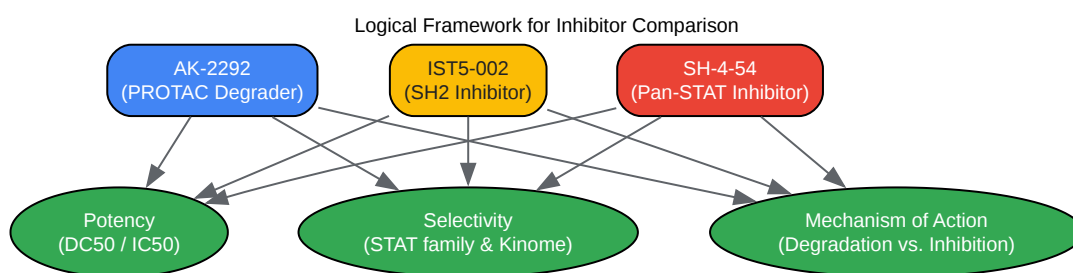 Logical Framework for Inhibitor Comparison
AK-2292
(PROTAC Degrader)
IST5-002
(SH2 Inhibitor)
SH-4-54
(Pan-STAT Inhibitor)
Potency
(DC50 / IC50)
Selectivity
(STAT family & Kinome)
Mechanism of Action
(Degradation vs. Inhibition)